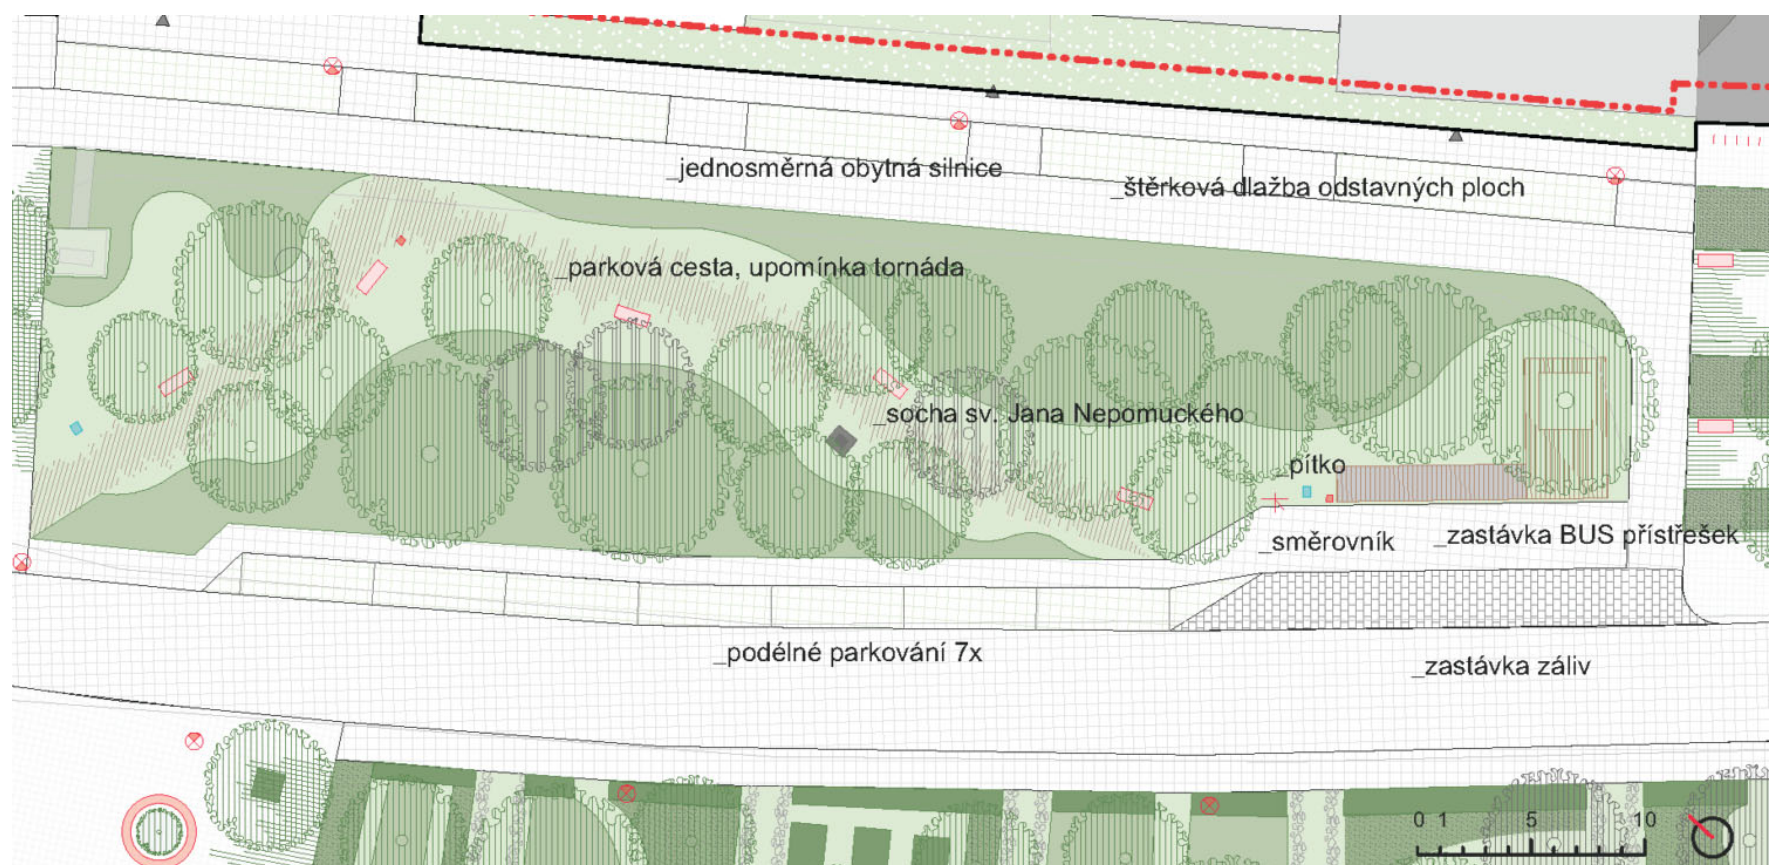 _jednosměrná obytná silnice
_štěrková dlažba odstavných ploch
_parková cesta, upomínka tornáda
_socha sv. Jana Nepomuckého
_pítko
_směrovník
_zastávka BUS přístřešek
_podélné parkování 7x
_zastávka záliv
0 1 5 10